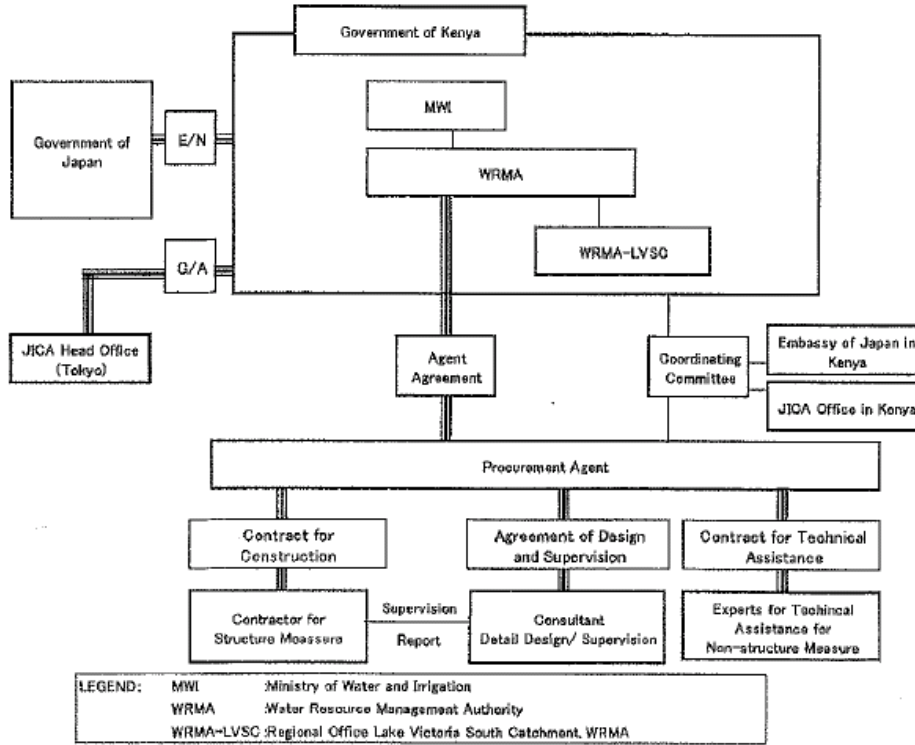 Government of Kenya
MWI
Government of
Japan
E/N
WRMA
WRMA-LVSC
G/A
JICA Head Office
(Tokyo)
Agent
Agreement
Coordinating
Committee
Embassy of Japan in
Kenya
JICA Office in Kenya
Procurement Agent
Contract for
Construction
Agreement of Design
and Supervision
Contract for Technical
Assistance
Contractor for
Structure Meassure
Supervision
Report
Consultant
Detail Design/ Supervision
Experts for Techincal
Assistance for
Non-structure Measure
LEGEND: MWI :Ministry of Water and Irrigation
WRMA :Water Resource Management Authority
WRMA-LVSC :Regional Office Lake Victoria South Catchment, WRMA